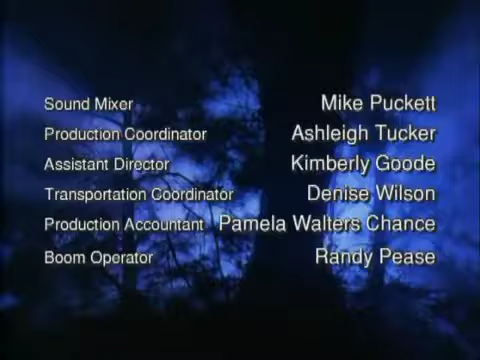 Sound Mixer Mike Puckett
Production Coordinator Ashleigh Tucker
Assistant Director Kimberly Goode
Transportation Coordinator Denise Wilson
Production Accountant Pamela Walters Chance
Boom Operator Randy Pease